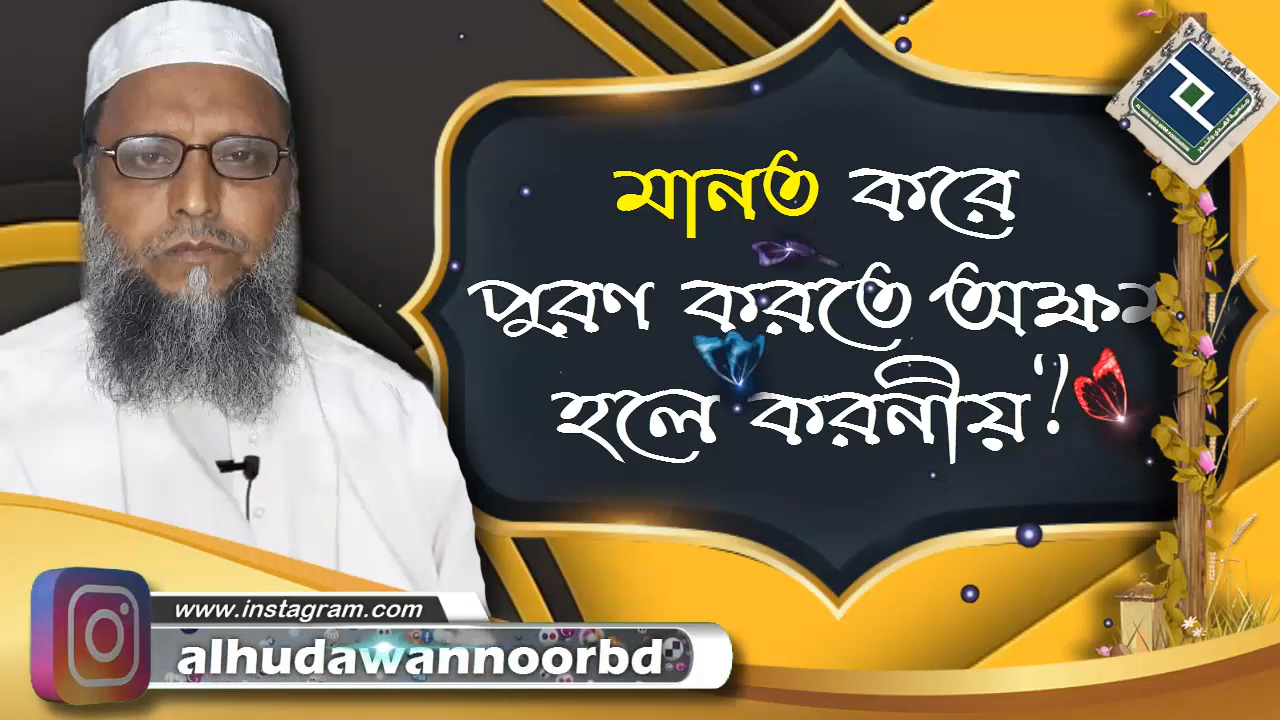 মানত করে
পুরণ করতে অক্ষম
হলে করনীয়?
www.instagram.com
alhudawannoorbd